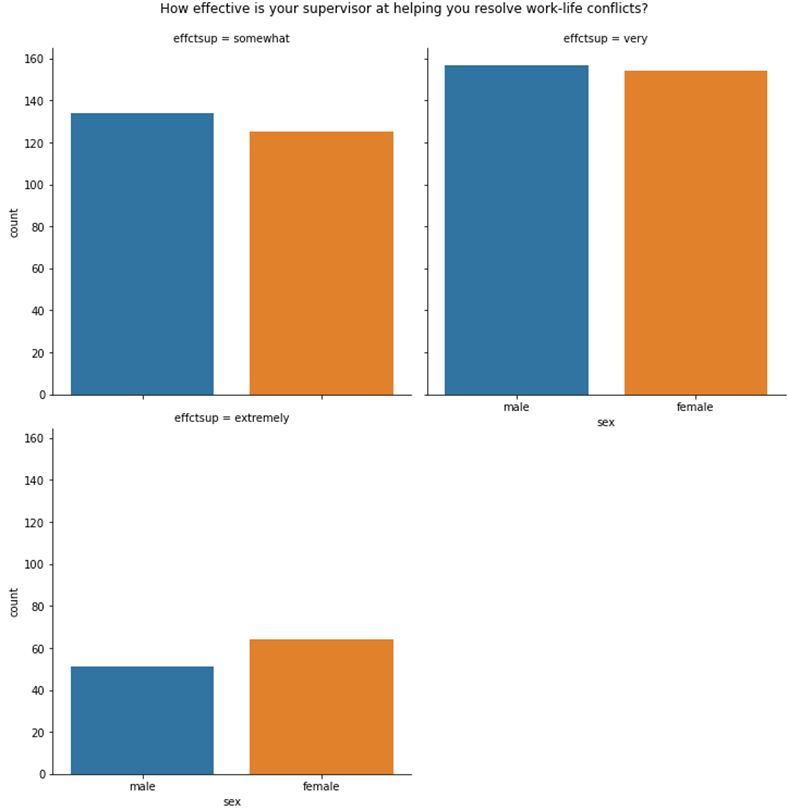 How effective is your supervisor at helping you resolve work-life conflicts?
effctsup = somewhat
effctsup = very
160
140
120
100
80
60
40
20
0
count
male
female
sex
effctsup = extremely
160
140
120
100
80
60
40
20
0
count
male
female
sex